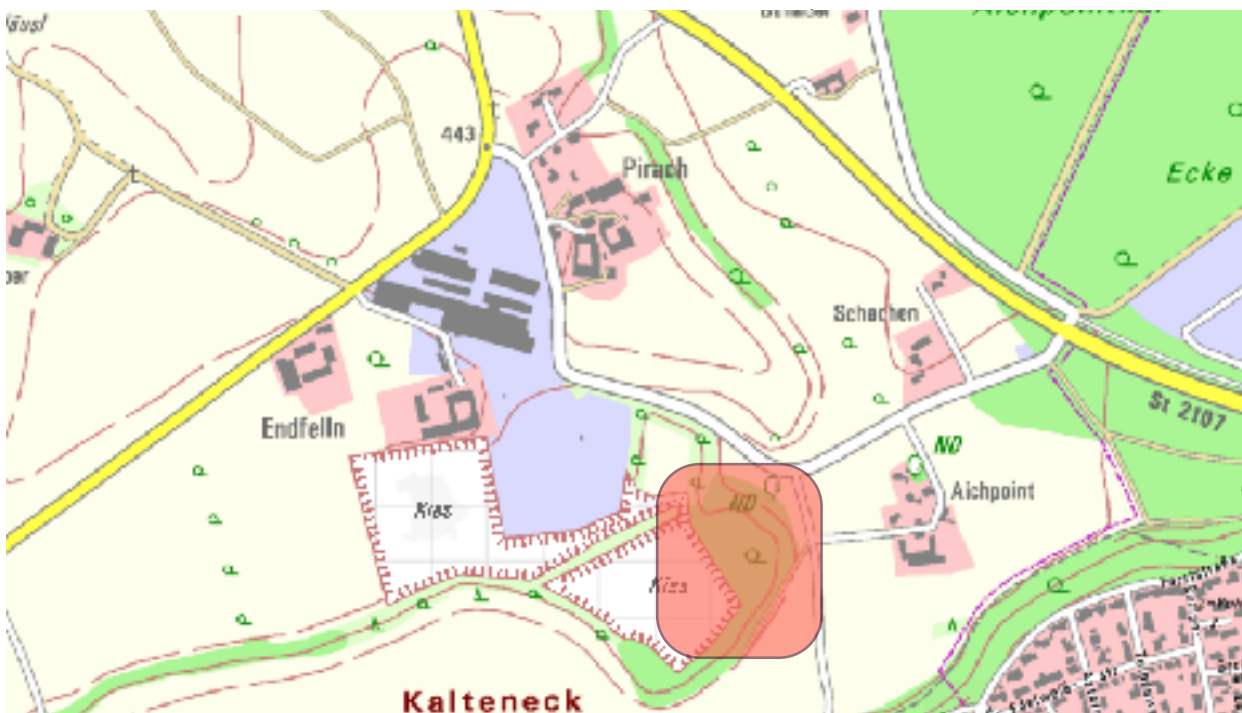 443
Pirach
Ecke
Schachen
St 2107
Endfelln
ND
Aichpoint
Kies
ND
Kies
Kalteneck